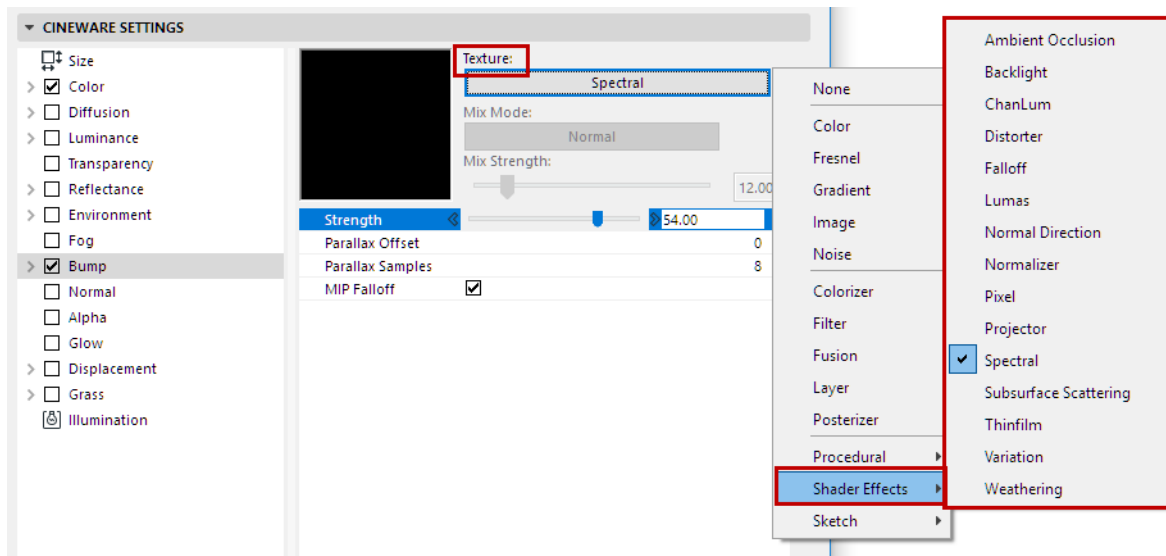 CINEWARE SETTINGS
Size
Color
Diffusion
Luminance
Transparency
Reflectance
Environment
Fog
Bump
Normal
Alpha
Glow
Displacement
Grass
Illumination
Texture:
Spectral
Mix Mode:
Normal
Mix Strength:
12.00
Strength 54.00
Parallax Offset 0
Parallax Samples 8
MIP Falloff
None
Color
Fresnel
Gradient
Image
Noise
Colorizer
Filter
Fusion
Layer
Posterizer
Procedural
Shader Effects
Sketch
Ambient Occlusion
Backlight
ChanLum
Distorter
Falloff
Lumas
Normal Direction
Normalizer
Pixel
Projector
Spectral
Subsurface Scattering
Thinfilm
Variation
Weathering